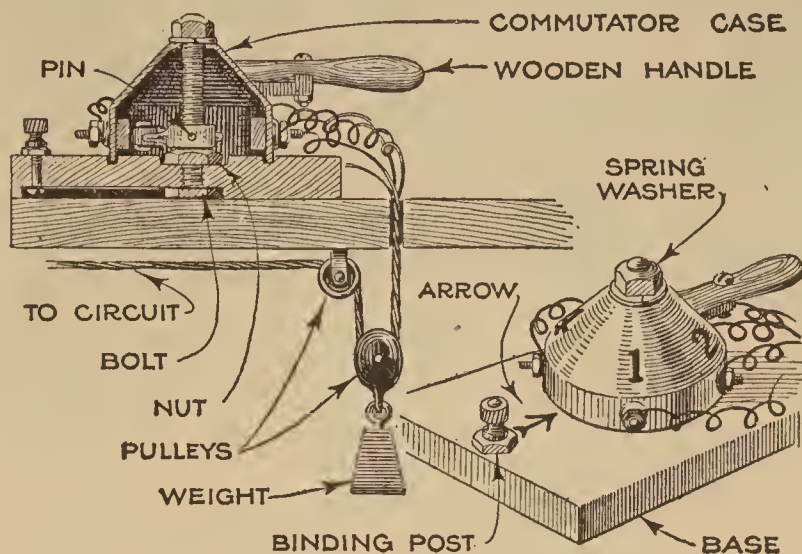 COMMUTATOR CASE
PIN
WOODEN HANDLE
SPRING
WASHER
TO CIRCUIT
ARROW
BOLT
1
2
NUT
PULLEYS
WEIGHT
BINDING POST
BASE